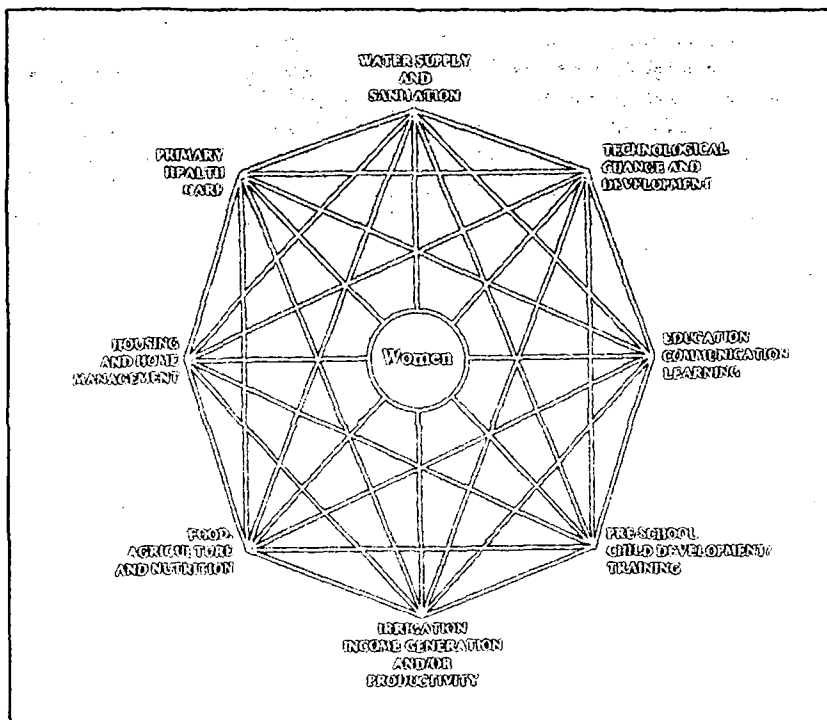 WATER SUPPLY
AND
SANITATION
PRIMARY
HEALTH
CARE
TECHNOLOGICAL
CHANGE AND
DEVELOPMENT
HOUSING
AND HOME
MANAGEMENT
Women
EDUCATION
COMMUNICATION
LEARNING
FOOD,
AGRICULTURE
AND NUTRITION
PRE-SCHOOL
CHILD DEVELOPMENT/
TRAINING
IRRIGATION
INCOME GENERATION
AND/OR
PRODUCTIVITY